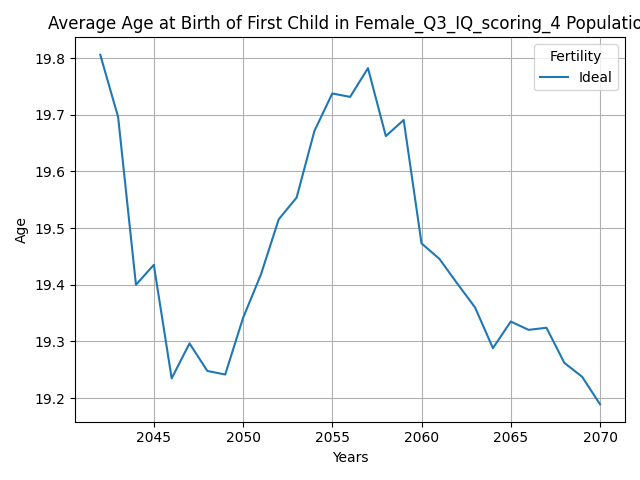 Average Age at Birth of First Child in Female_Q3_IQ_scoring_4 Populatio
Fertility
Ideal
19.8
19.7
19.6
19.5
19.4
19.3
19.2
Age
2045 2050 2055 2060 2065 2070
Years